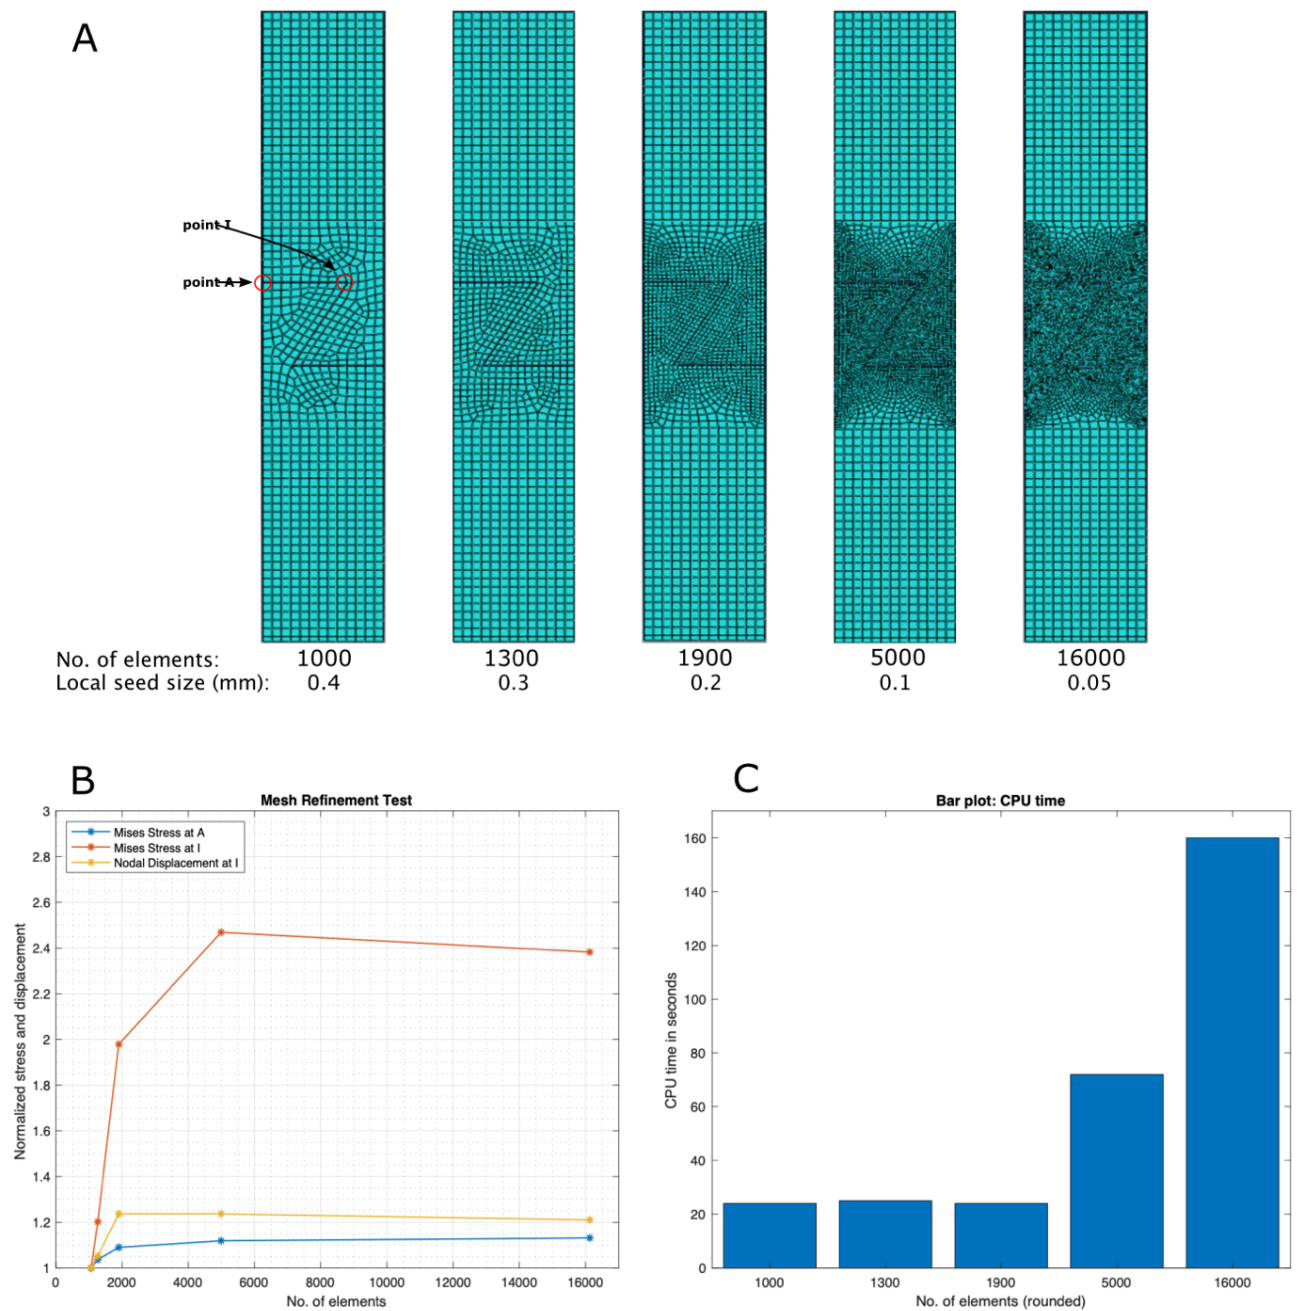 A
point I
point A
No. of elements: 1000 1300 1900 5000 16000
Local seed size (mm): 0.4 0.3 0.2 0.1 0.05
B
Mesh Refinement Test
Mises Stress at A
Mises Stress at I
Nodal Displacement at I
Normalized stress and displacement
3
2.8
2.6
2.4
2.2
2
1.8
1.6
1.4
1.2
1
0 2000 4000 6000 8000 10000 12000 14000 16000
No. of elements
C
Bar plot: CPU time
CPU time in seconds
160
140
120
100
80
60
40
20
0
1000 1300 1900 5000 16000
No. of elements (rounded)